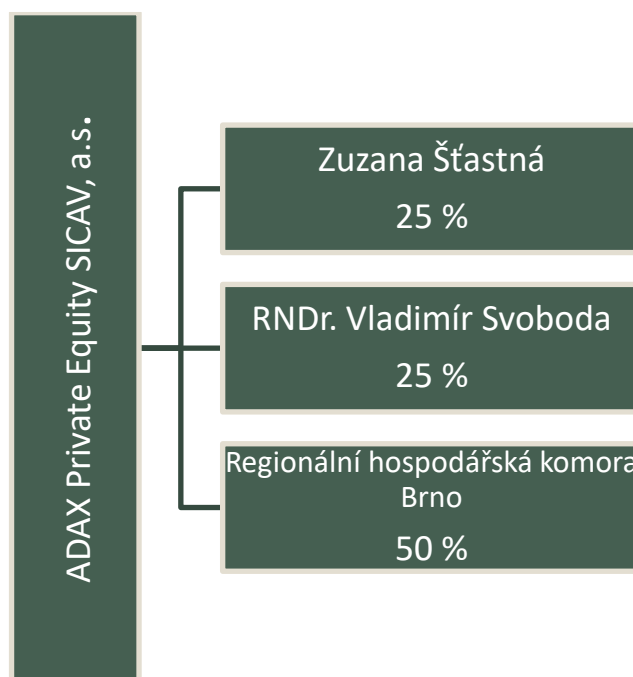 ADAX Private Equity SICAV, a.s.
Zuzana Šťastná
25 %
RNDr. Vladimír Svoboda
25 %
Regionální hospodářská komora
Brno
50 %